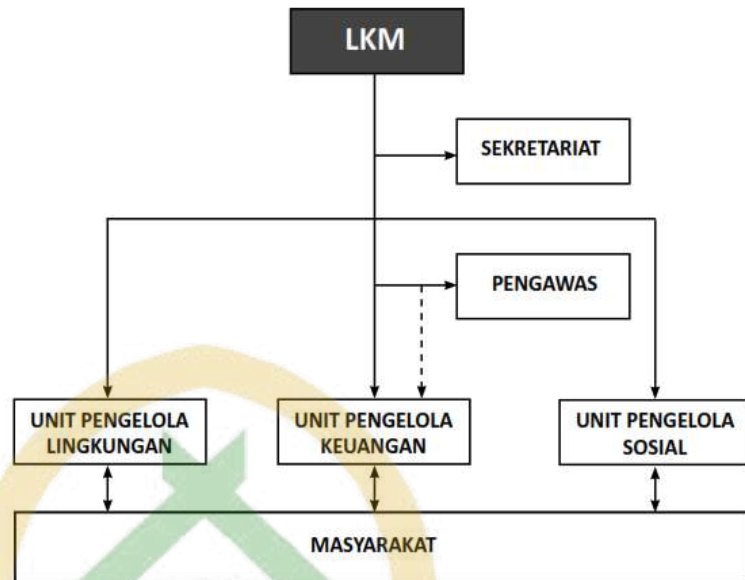 LKM
SEKRETARIAT
PENGAWAS
UNIT PENGELOLA
LINGKUNGAN
UNIT PENGELOLA
KEUANGAN
UNIT PENGELOLA
SOSIAL
MASYARAKAT